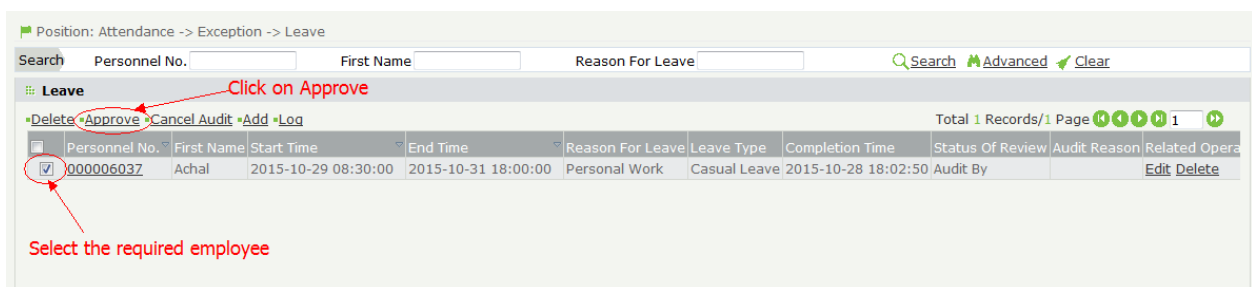 Position: Attendance -> Exception -> Leave
Search Personnel No. First Name Reason For Leave Search Advanced Clear
Leave Click on Approve
Delete Approve Cancel Audit Add Log Total 1 Records/1 Page 1
Personnel No. First Name Start Time End Time Reason For Leave Leave Type Completion Time Status Of Review Audit Reason Related Opera
000006037 Achal 2015-10-29 08:30:00 2015-10-31 18:00:00 Personal Work Casual Leave 2015-10-28 18:02:50 Audit By Edit Delete
Select the required employee